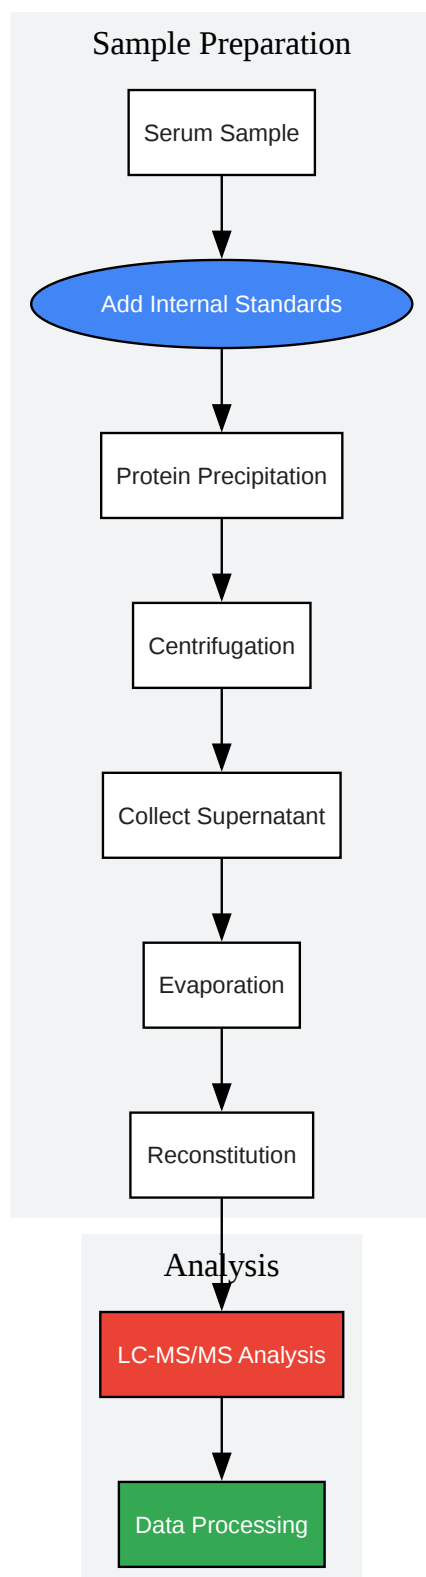 Sample Preparation
Serum Sample
Add Internal Standards
Protein Precipitation
Centrifugation
Collect Supernatant
Evaporation
Reconstitution
Analysis
LC-MS/MS Analysis
Data Processing